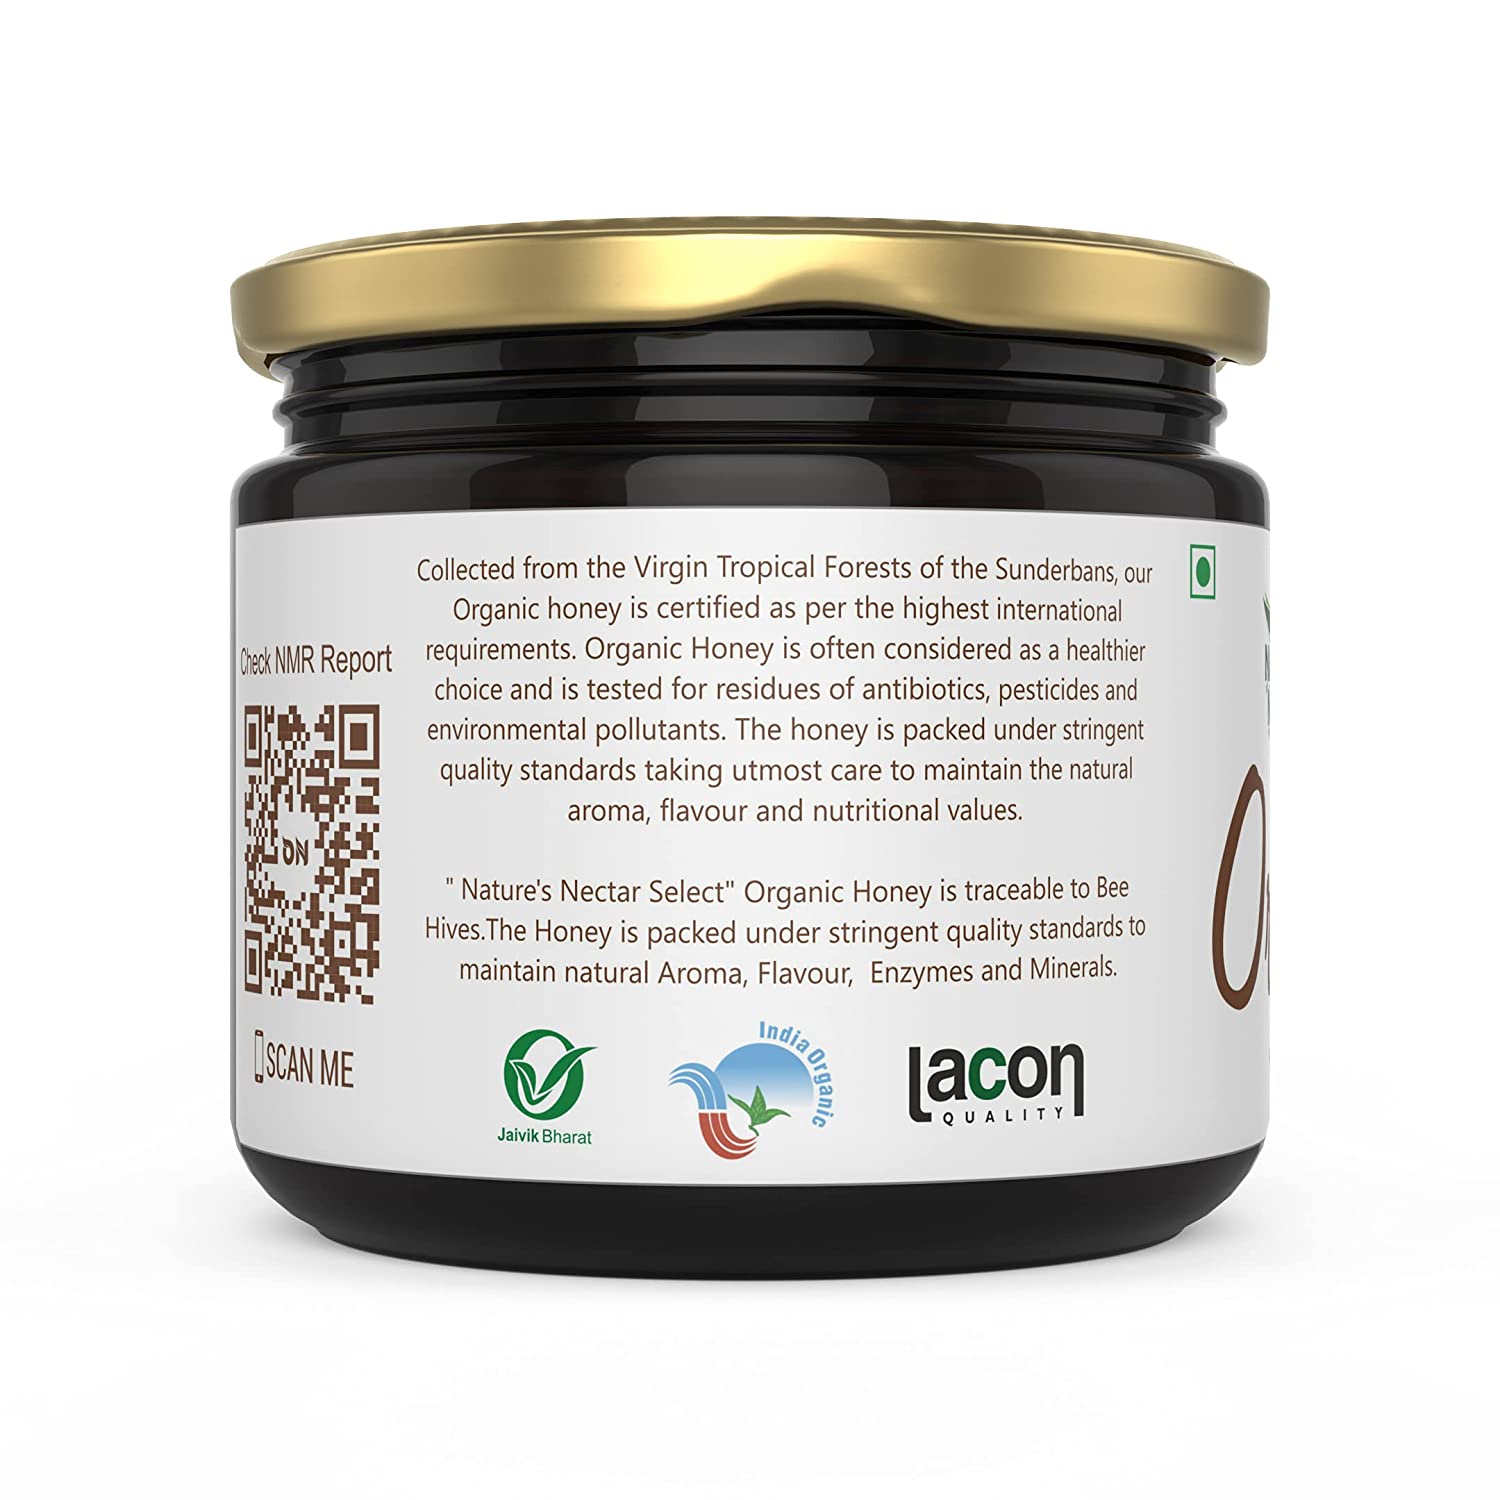 Collected from the Virgin Tropical Forests of the Sunderbans, our
Organic honey is certified as per the highest international
requirements. Organic Honey is often considered as a healthier
choice and is tested for residues of antibiotics, pesticides and
environmental pollutants. The honey is packed under stringent
quality standards taking utmost care to maintain the natural
aroma, flavour and nutritional values.
" Nature's Nectar Select" Organic Honey is traceable to Bee
Hives.The Honey is packed under stringent quality standards to
maintain natural Aroma, Flavour, Enzymes and Minerals.
Check NMR Report
ON
SCAN ME
Jaivik Bharat
India Organic
lacon
QUALITY